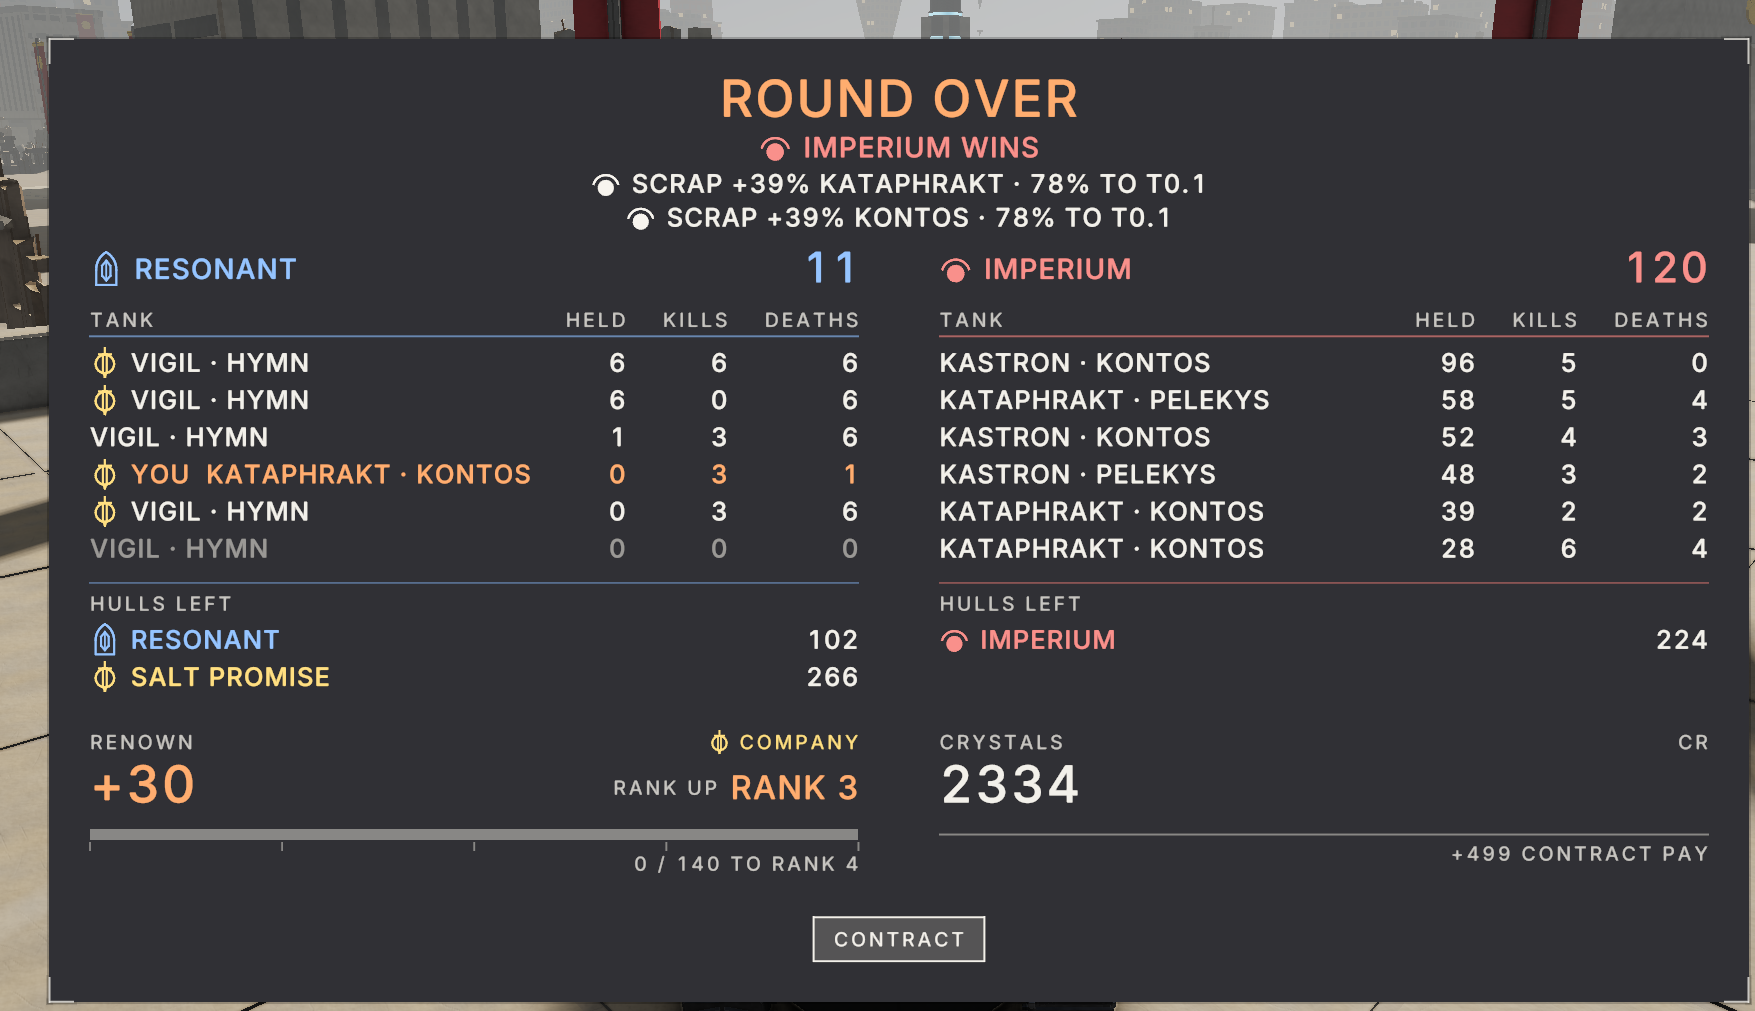 ROUND OVER
IMPERIUM WINS
SCRAP +39% KATAPHRAKT · 78% TO T0.1
SCRAP +39% KONTOS · 78% TO T0.1
RESONANT 11
TANK HELD KILLS DEATHS
VIGIL · HYMN 6 6 6
VIGIL · HYMN 6 0 6
VIGIL · HYMN 1 3 6
YOU KATAPHRAKT · KONTOS 0 3 1
VIGIL · HYMN 0 3 6
VIGIL · HYMN 0 0 0
HULLS LEFT
RESONANT 102
SALT PROMISE 266
IMPERIUM 120
TANK HELD KILLS DEATHS
KASTRON · KONTOS 96 5 0
KATAPHRAKT · PELEKYS 58 5 4
KASTRON · KONTOS 52 4 3
KASTRON · PELEKYS 48 3 2
KATAPHRAKT · KONTOS 39 2 2
KATAPHRAKT · KONTOS 28 6 4
HULLS LEFT
IMPERIUM 224
RENOWN COMPANY
+30 RANK UP RANK 3
0 / 140 TO RANK 4
CRYSTALS CR
2334
+499 CONTRACT PAY
CONTRACT